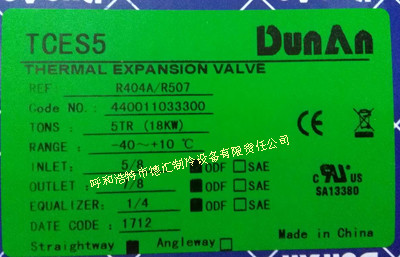 TCES5
DunAn
THERMAL EXPANSION VALVE
REF R404A/R507
Code NO.: 440011033300
TONS : 5TR (18KW)
RANGE : -40~+10 ℃
INLET: 5/8 ODF SAE
OUTLET : 7/8 ODF SAE
EQUALIZER: 1/4 ODF SAE
DATE CODE : 1712
Straightway Angleway
CE
C UL US
SA13380
Made in China
呼和浩特市德汇制冷设备有限责任公司